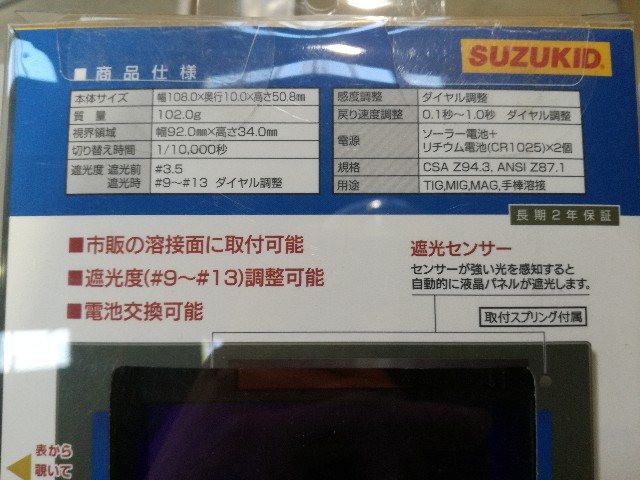 SUZUKID
■商品仕様
本体サイズ 幅108.0×奥行10.0×高さ50.8㎜
質量 102.0g
視界領域 幅92.0㎜×高さ34.0㎜
切り替え時間 1/10,000秒
遮光度 遮光前 #3.5
遮光時 #9〜#13 ダイヤル調整
感度調整 ダイヤル調整
戻り速度調整 0.1秒〜1.0秒 ダイヤル調整
電源 ソーラー電池+
リチウム電池(CR1025)×2個
規格 CSA Z94.3, ANSI Z87.1
用途 TIG,MIG,MAG,手棒溶接
長期2年保証
■市販の溶接面に取付可能
■遮光度(#9〜#13)調整可能
■電池交換可能
遮光センサー
センサーが強い光を感知すると
自動的に液晶パネルが遮光します。
取付スプリング付属
表から
覗いて